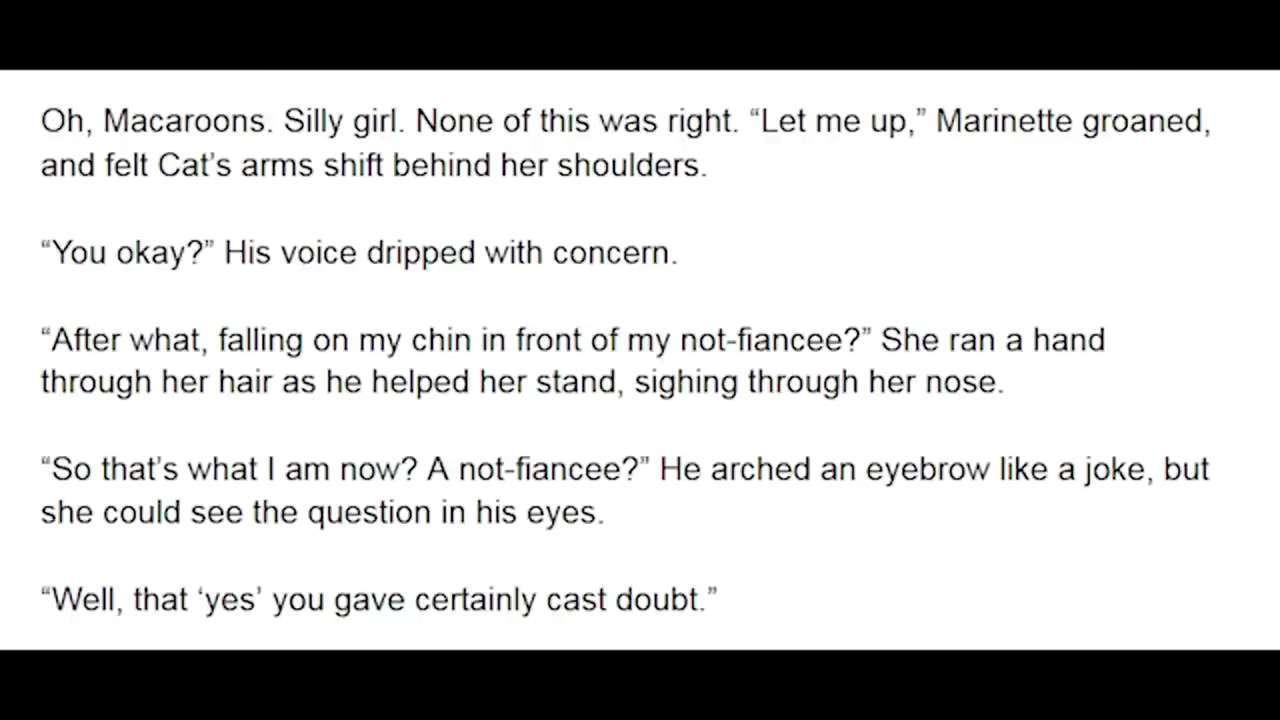 Oh, Macaroons. Silly girl. None of this was right. “Let me up,” Marinette groaned,
and felt Cat’s arms shift behind her shoulders.
“You okay?” His voice dripped with concern.
“After what, falling on my chin in front of my not-fiancee?” She ran a hand
through her hair as he helped her stand, sighing through her nose.
“So that’s what I am now? A not-fiancee?” He arched an eyebrow like a joke, but
she could see the question in his eyes.
“Well, that ‘yes’ you gave certainly cast doubt.”